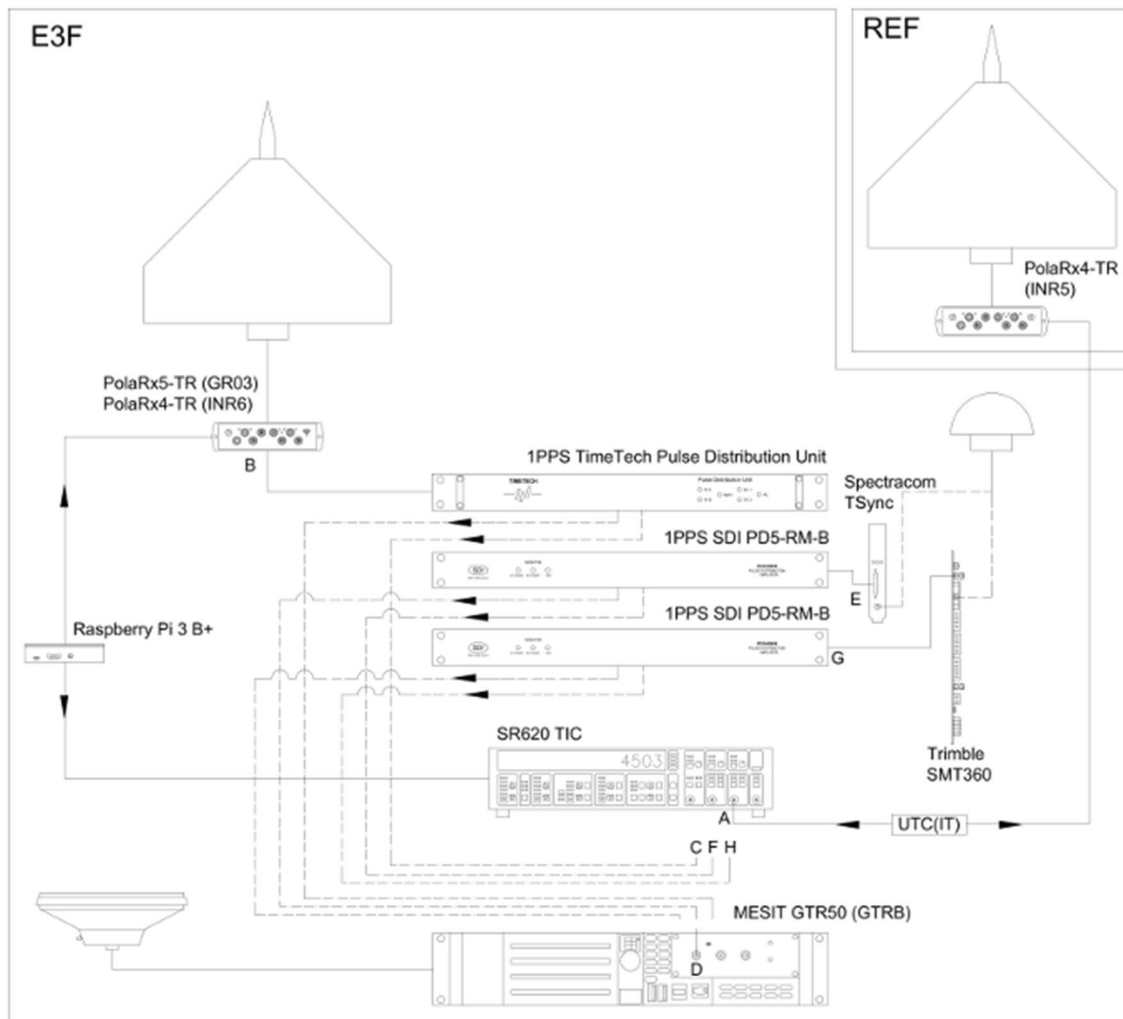 E3F
REF
PolaRx4-TR
(INR5)
PolaRx5-TR (GR03)
PolaRx4-TR (INR6)
B
1PPS TimeTech Pulse Distribution Unit
TIMETECH
Pulse Distribution Unit
Spectracom
TSync
1PPS SDI PD5-RM-B
E
1PPS SDI PD5-RM-B
G
Raspberry Pi 3 B+
SR620 TIC
4503
Trimble
SMT360
A
UTC(IT)
C F H
MESIT GTR50 (GTRB)
D